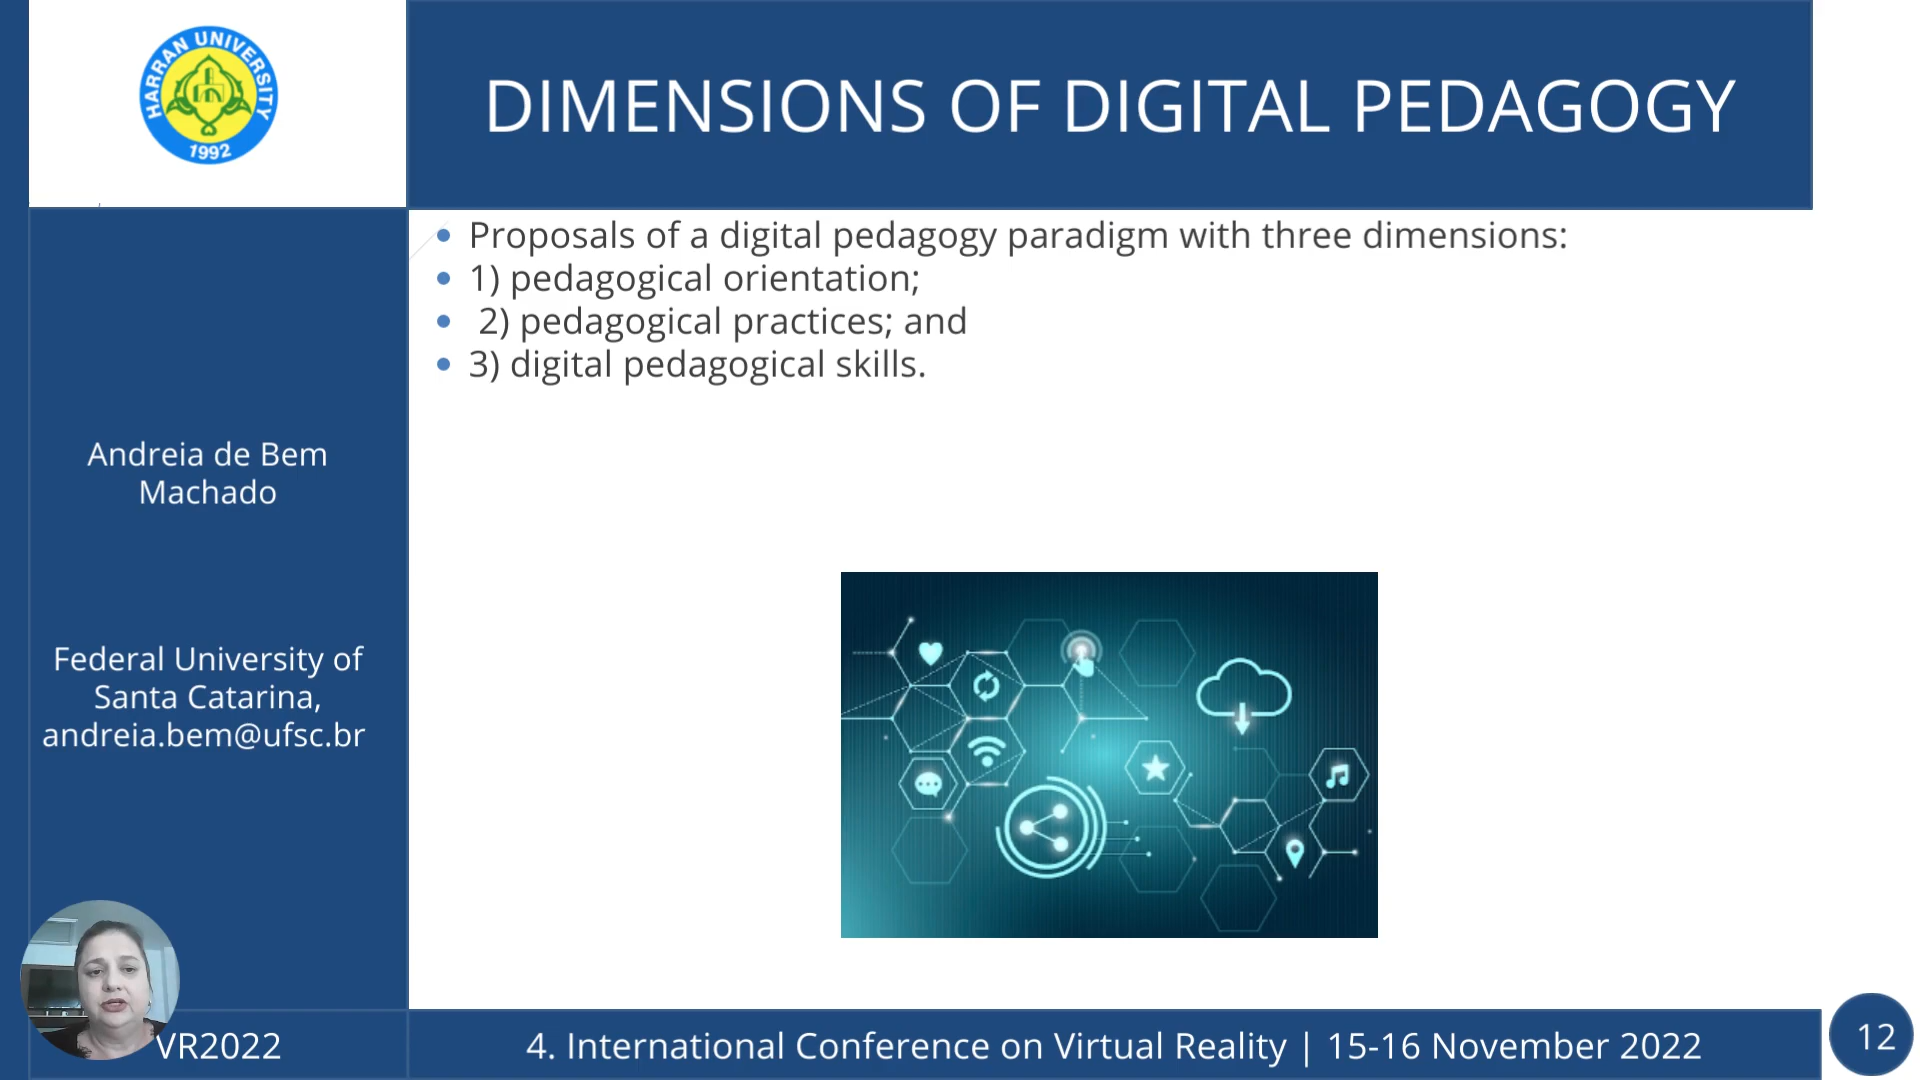 HARRAN UNIVERSITY
1992
DIMENSIONS OF DIGITAL PEDAGOGY
• Proposals of a digital pedagogy paradigm with three dimensions:
• 1) pedagogical orientation;
• 2) pedagogical practices; and
• 3) digital pedagogical skills.
Andreia de Bem
Machado
Federal University of
Santa Catarina,
andreia.bem@ufsc.br
VR2022
4. International Conference on Virtual Reality | 15-16 November 2022
12